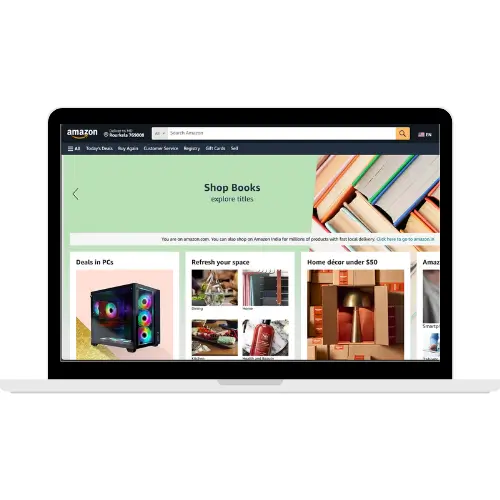 amazon
Deliver to MD
Rourkela 769008
All
Search Amazon
EN
All Today's Deals Buy Again Customer Service Registry Gift Cards Sell
Shop Books
explore titles
You are on amazon.com. You can also shop on Amazon India for millions of products with fast local delivery. Click here to go to amazon.in
Deals in PCs
Refresh your space
Home décor under $50
Amaz
Dining
Home
Kitchen
Health and Beauty
Smartp